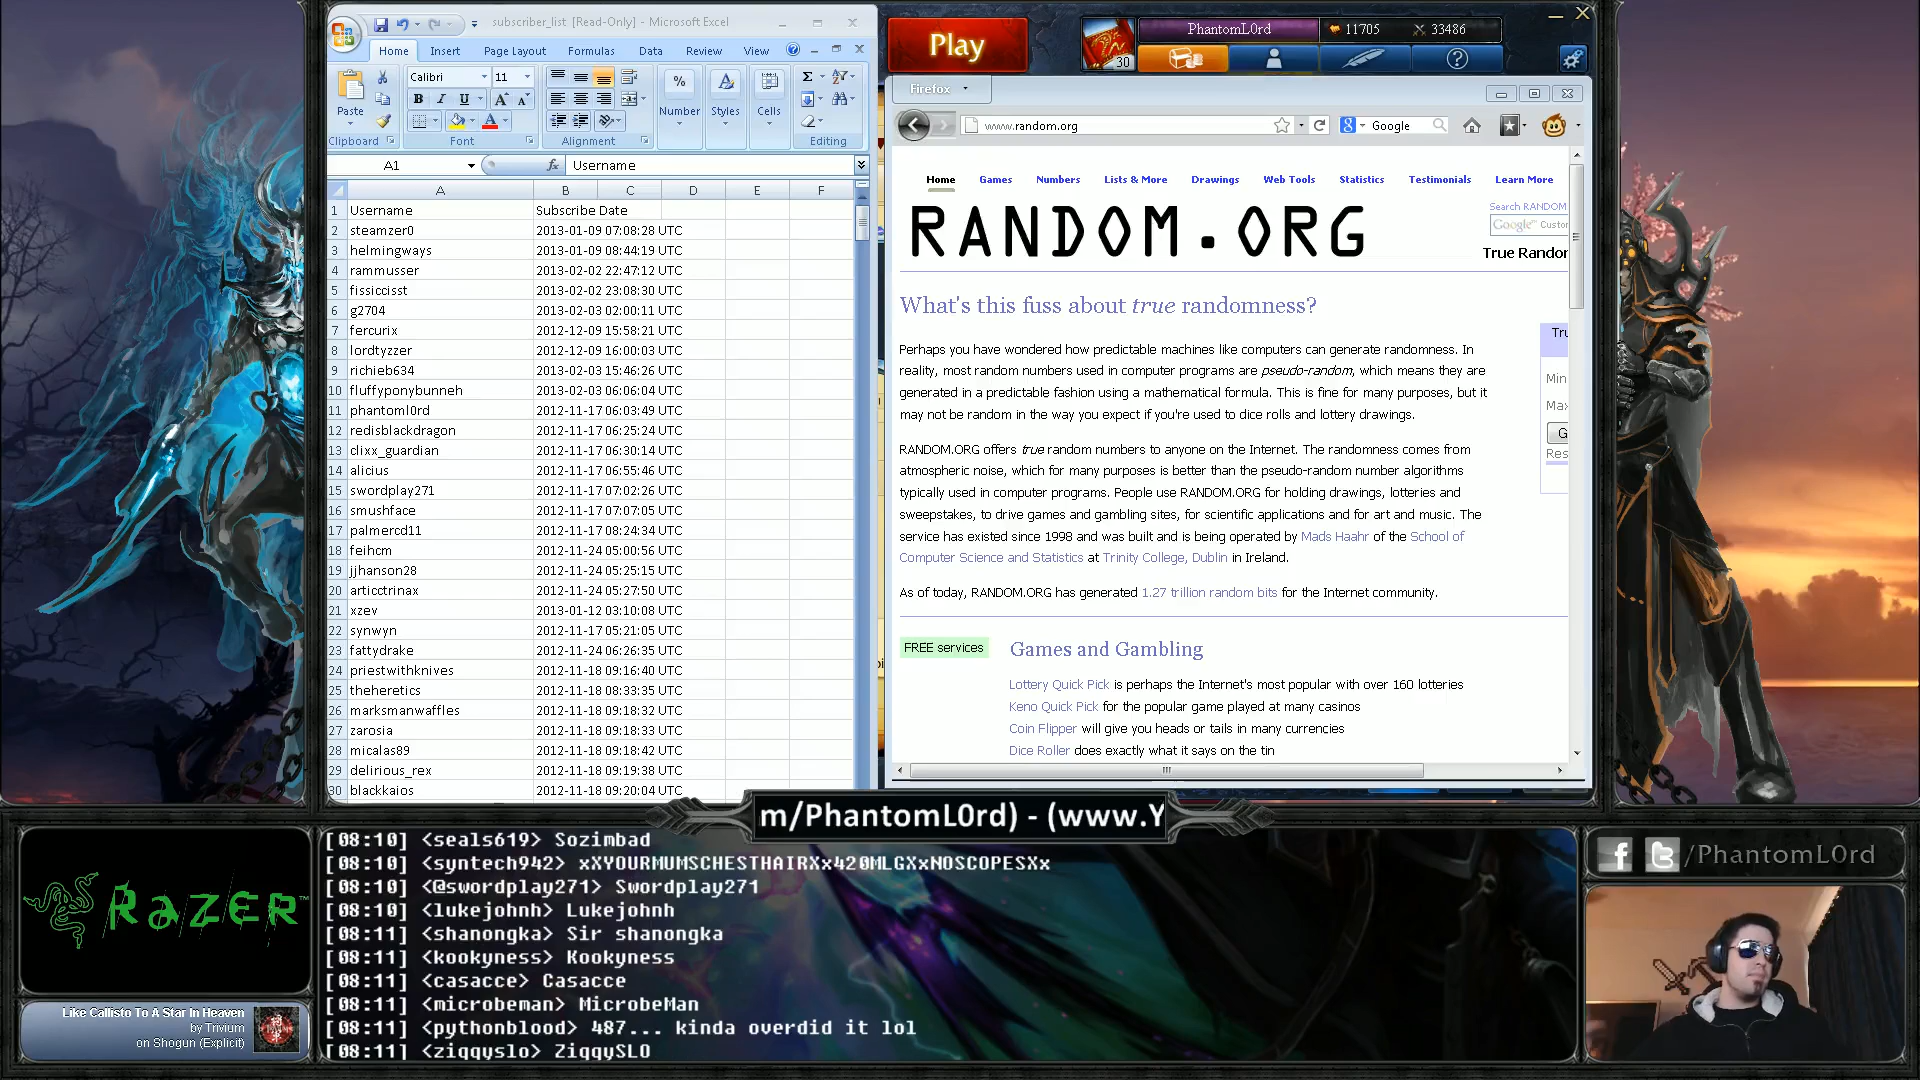 subscriber_list [Read-Only] - Microsoft Excel
Home Insert Page Layout Formulas Data Review View
Calibri 11
Paste
Number Styles Cells
Clipboard Font Alignment Editing
A1 fx Username
A B C D E F
1 Username Subscribe Date
2 steamzer0 2013-01-09 07:08:28 UTC
3 helmingways 2013-01-09 08:44:19 UTC
4 rammusser 2013-02-02 22:47:12 UTC
5 fissiccisst 2013-02-02 23:08:30 UTC
6 g2704 2013-02-03 02:00:11 UTC
7 fercurix 2012-12-09 15:58:21 UTC
8 lordtyzzer 2012-12-09 16:00:03 UTC
9 richieb634 2013-02-03 15:46:26 UTC
10 fluffyponybunneh 2013-02-03 06:06:04 UTC
11 phantoml0rd 2012-11-17 06:03:49 UTC
12 redisblackdragon 2012-11-17 06:25:24 UTC
13 clixx_guardian 2012-11-17 06:30:14 UTC
14 alicius 2012-11-17 06:55:46 UTC
15 swordplay271 2012-11-17 07:02:26 UTC
16 smushface 2012-11-17 07:07:05 UTC
17 palmercd11 2012-11-17 08:24:34 UTC
18 feihcm 2012-11-24 05:00:56 UTC
19 jjhanson28 2012-11-24 05:25:15 UTC
20 articctrinax 2012-11-24 05:27:50 UTC
21 xzev 2013-01-12 03:10:08 UTC
22 synwyn 2012-11-17 05:21:05 UTC
23 fattydrake 2012-11-24 06:26:35 UTC
24 priestwithknives 2012-11-18 09:16:40 UTC
25 theheretics 2012-11-18 08:33:35 UTC
26 marksmanwaffles 2012-11-18 09:18:32 UTC
27 zarosia 2012-11-18 09:18:33 UTC
28 micalas89 2012-11-18 09:18:42 UTC
29 delirious_rex 2012-11-18 09:19:38 UTC
30 blackkaios 2012-11-18 09:20:04 UTC
Play
30
PhantomL0rd 11705 33486
Firefox
www.random.org
Google
Home Games Numbers Lists & More Drawings Web Tools Statistics Testimonials Learn More
RANDOM.ORG
Search RANDOM
Google™ Custor
True Randor
What's this fuss about true randomness?
Perhaps you have wondered how predictable machines like computers can generate randomness. In
reality, most random numbers used in computer programs are pseudo-random, which means they are
generated in a predictable fashion using a mathematical formula. This is fine for many purposes, but it
may not be random in the way you expect if you're used to dice rolls and lottery drawings.
RANDOM.ORG offers true random numbers to anyone on the Internet. The randomness comes from
atmospheric noise, which for many purposes is better than the pseudo-random number algorithms
typically used in computer programs. People use RANDOM.ORG for holding drawings, lotteries and
sweepstakes, to drive games and gambling sites, for scientific applications and for art and music. The
service has existed since 1998 and was built and is being operated by Mads Haahr of the School of
Computer Science and Statistics at Trinity College, Dublin in Ireland.
As of today, RANDOM.ORG has generated 1.27 trillion random bits for the Internet community.
Tru
Min
Max
G
Res
FREE services
Games and Gambling
Lottery Quick Pick is perhaps the Internet's most popular with over 160 lotteries
Keno Quick Pick for the popular game played at many casinos
Coin Flipper will give you heads or tails in many currencies
Dice Roller does exactly what it says on the tin
m/PhantomL0rd) - (www.Y
[08:10] <seals619> Sozimbad
[08:10] <syntech942> xXYOURMUMSCHESTHAIRXx420MLGXxNOSCOPESXx
[08:10] <@swordplay271> Swordplay271
[08:10] <lukejohnh> Lukejohnh
[08:11] <shanongka> Sir shanongka
[08:11] <kookyness> Kookyness
[08:11] <casacce> Casacce
[08:11] <microbeman> MicrobeMan
[08:11] <pythonblood> 487... kinda overdid it lol
[08:11] <ziggyslo> ZiggySLO
RAZER™
Like Callisto To A Star In Heaven
by Trivium
on Shogun (Explicit)
/PhantomL0rd